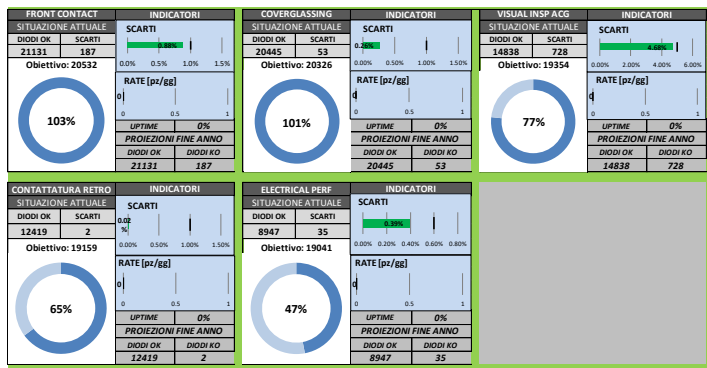 FRONT CONTACT
INDICATORI
SITUAZIONE ATTUALE
DIODI OK SCARTI
21131 187
Obiettivo: 20532
103%
SCARTI
0.88%
0.0% 0.5% 1.0% 1.5%
RATE [pz/gg]
0
0 0.5 1
UPTIME 0%
PROIEZIONI FINE ANNO
DIODI OK DIODI KO
21131 187
COVERGLASSING
INDICATORI
SITUAZIONE ATTUALE
DIODI OK SCARTI
20445 53
Obiettivo: 20326
101%
SCARTI
0.26%
0.00% 0.50% 1.00% 1.50%
RATE [pz/gg]
0
0 0.5 1
UPTIME 0%
PROIEZIONI FINE ANNO
DIODI OK DIODI KO
20445 53
VISUAL INSP ACG
INDICATORI
SITUAZIONE ATTUALE
DIODI OK SCARTI
14838 728
Obiettivo: 19354
77%
SCARTI
4.68%
0.00% 2.00% 4.00% 6.00%
RATE [pz/gg]
0
0 0.5 1
UPTIME 0%
PROIEZIONI FINE ANNO
DIODI OK DIODI KO
14838 728
CONTATTATURA RETRO
INDICATORI
SITUAZIONE ATTUALE
DIODI OK SCARTI
12419 2
Obiettivo: 19159
65%
SCARTI
0.02
%
0.00% 0.50% 1.00% 1.50%
RATE [pz/gg]
0
0 0.5 1
UPTIME 0%
PROIEZIONI FINE ANNO
DIODI OK DIODI KO
12419 2
ELECTRICAL PERF
INDICATORI
SITUAZIONE ATTUALE
DIODI OK SCARTI
8947 35
Obiettivo: 19041
47%
SCARTI
0.39%
0.00% 0.20% 0.40% 0.60% 0.80%
RATE [pz/gg]
0
0 0.5 1
UPTIME 0%
PROIEZIONI FINE ANNO
DIODI OK DIODI KO
8947 35